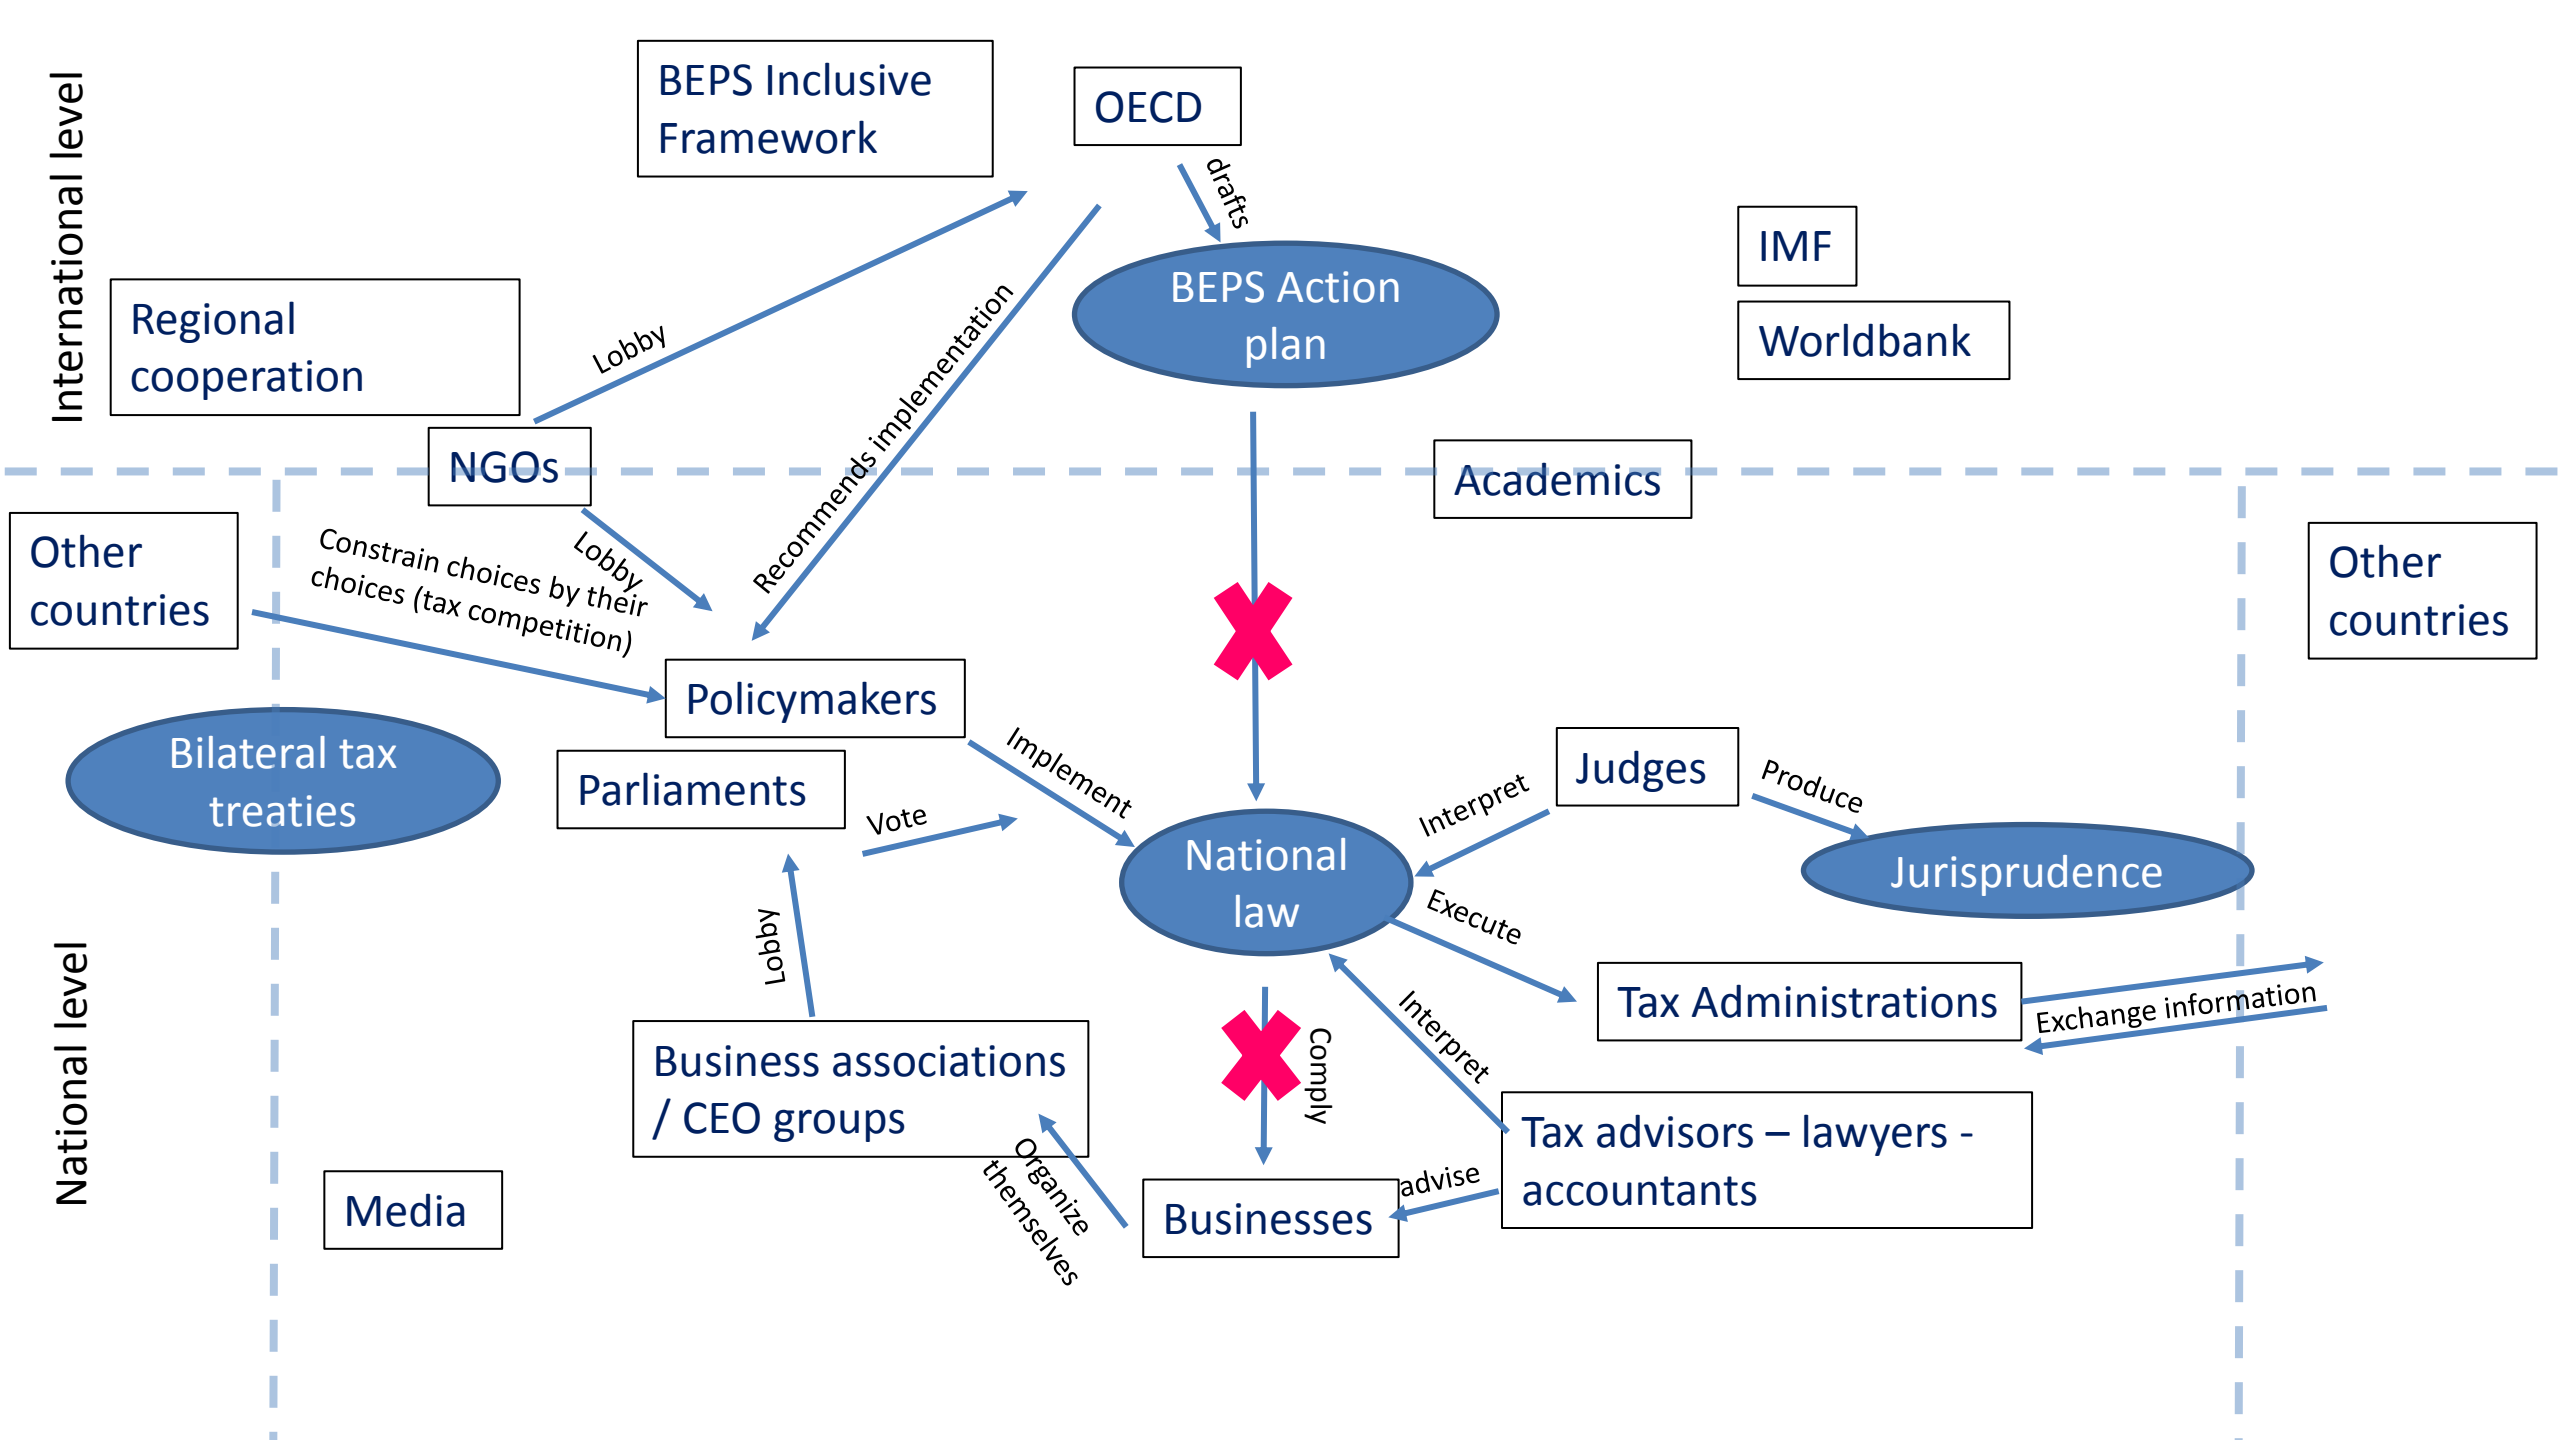 International level
BEPS Inclusive
Framework
OECD
drafts
BEPS Action
plan
IMF
Worldbank
Regional
cooperation
Lobby
Recommends implementation
NGOs
Academics
Other
countries
Constrain choices by their
choices (tax competition)
Lobby
Other
countries
Policymakers
Bilateral tax
treaties
Parliaments
Implement
Vote
Judges
Interpret
Produce
National
law
Jurisprudence
Execute
Lobby
National level
Tax Administrations
Exchange information
Business associations
/ CEO groups
Comply
Interpret
Tax advisors – lawyers -
accountants
Organize
themselves
advise
Businesses
Media